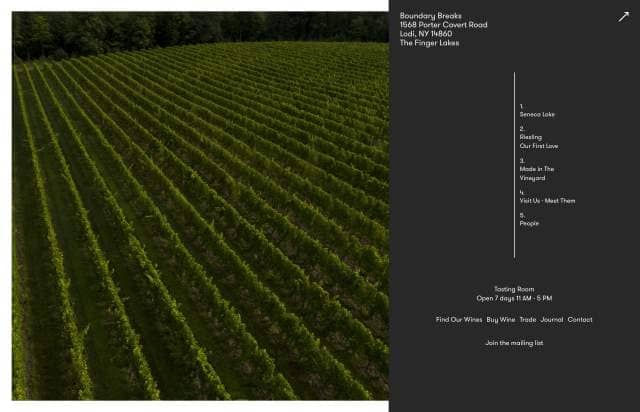 Boundary Breaks
1568 Porter Covert Road
Lodi, NY 14860
The Finger Lakes
1.
Seneca Lake
2.
Riesling
Our First Love
3.
Made In The
Vineyard
4.
Visit Us - Meet Them
5.
People
Tasting Room
Open 7 days 11 AM - 5 PM
Find Our Wines Buy Wine Trade Journal Contact
Join the mailing list